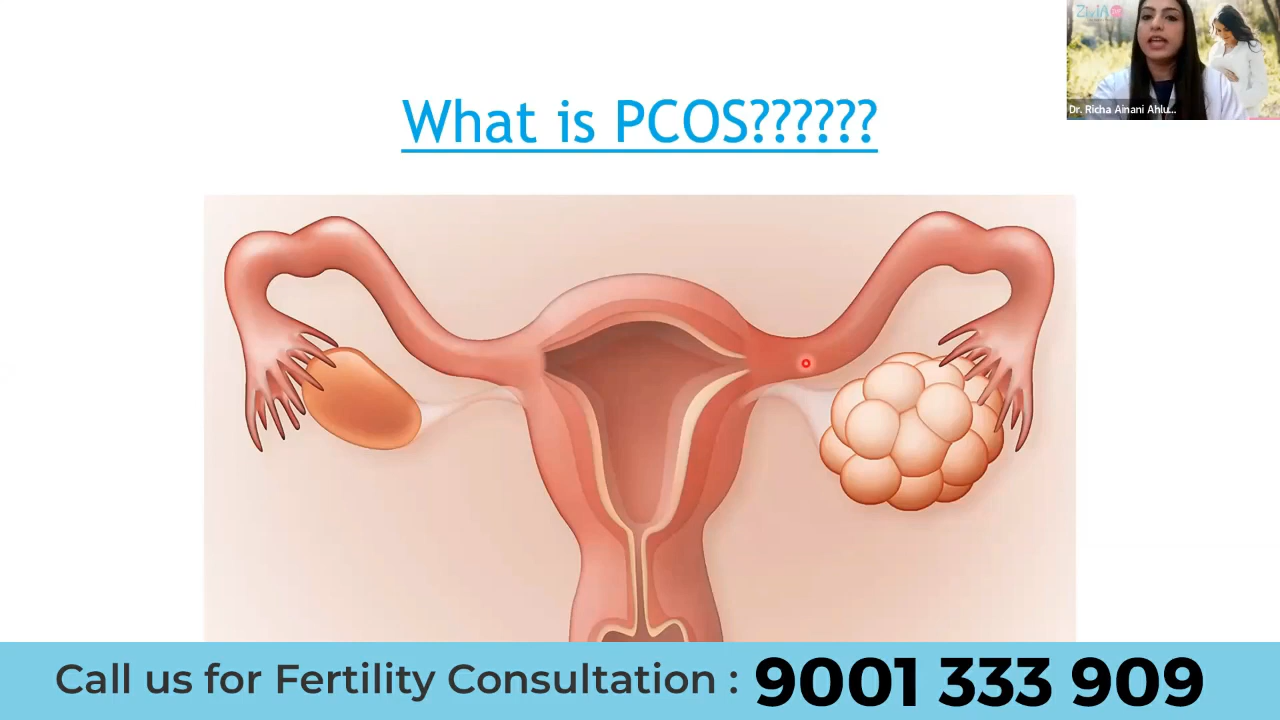 What is PCOS??????
Dr. Richa Ainani Ahlu...
Call us for Fertility Consultation : 9001 333 909